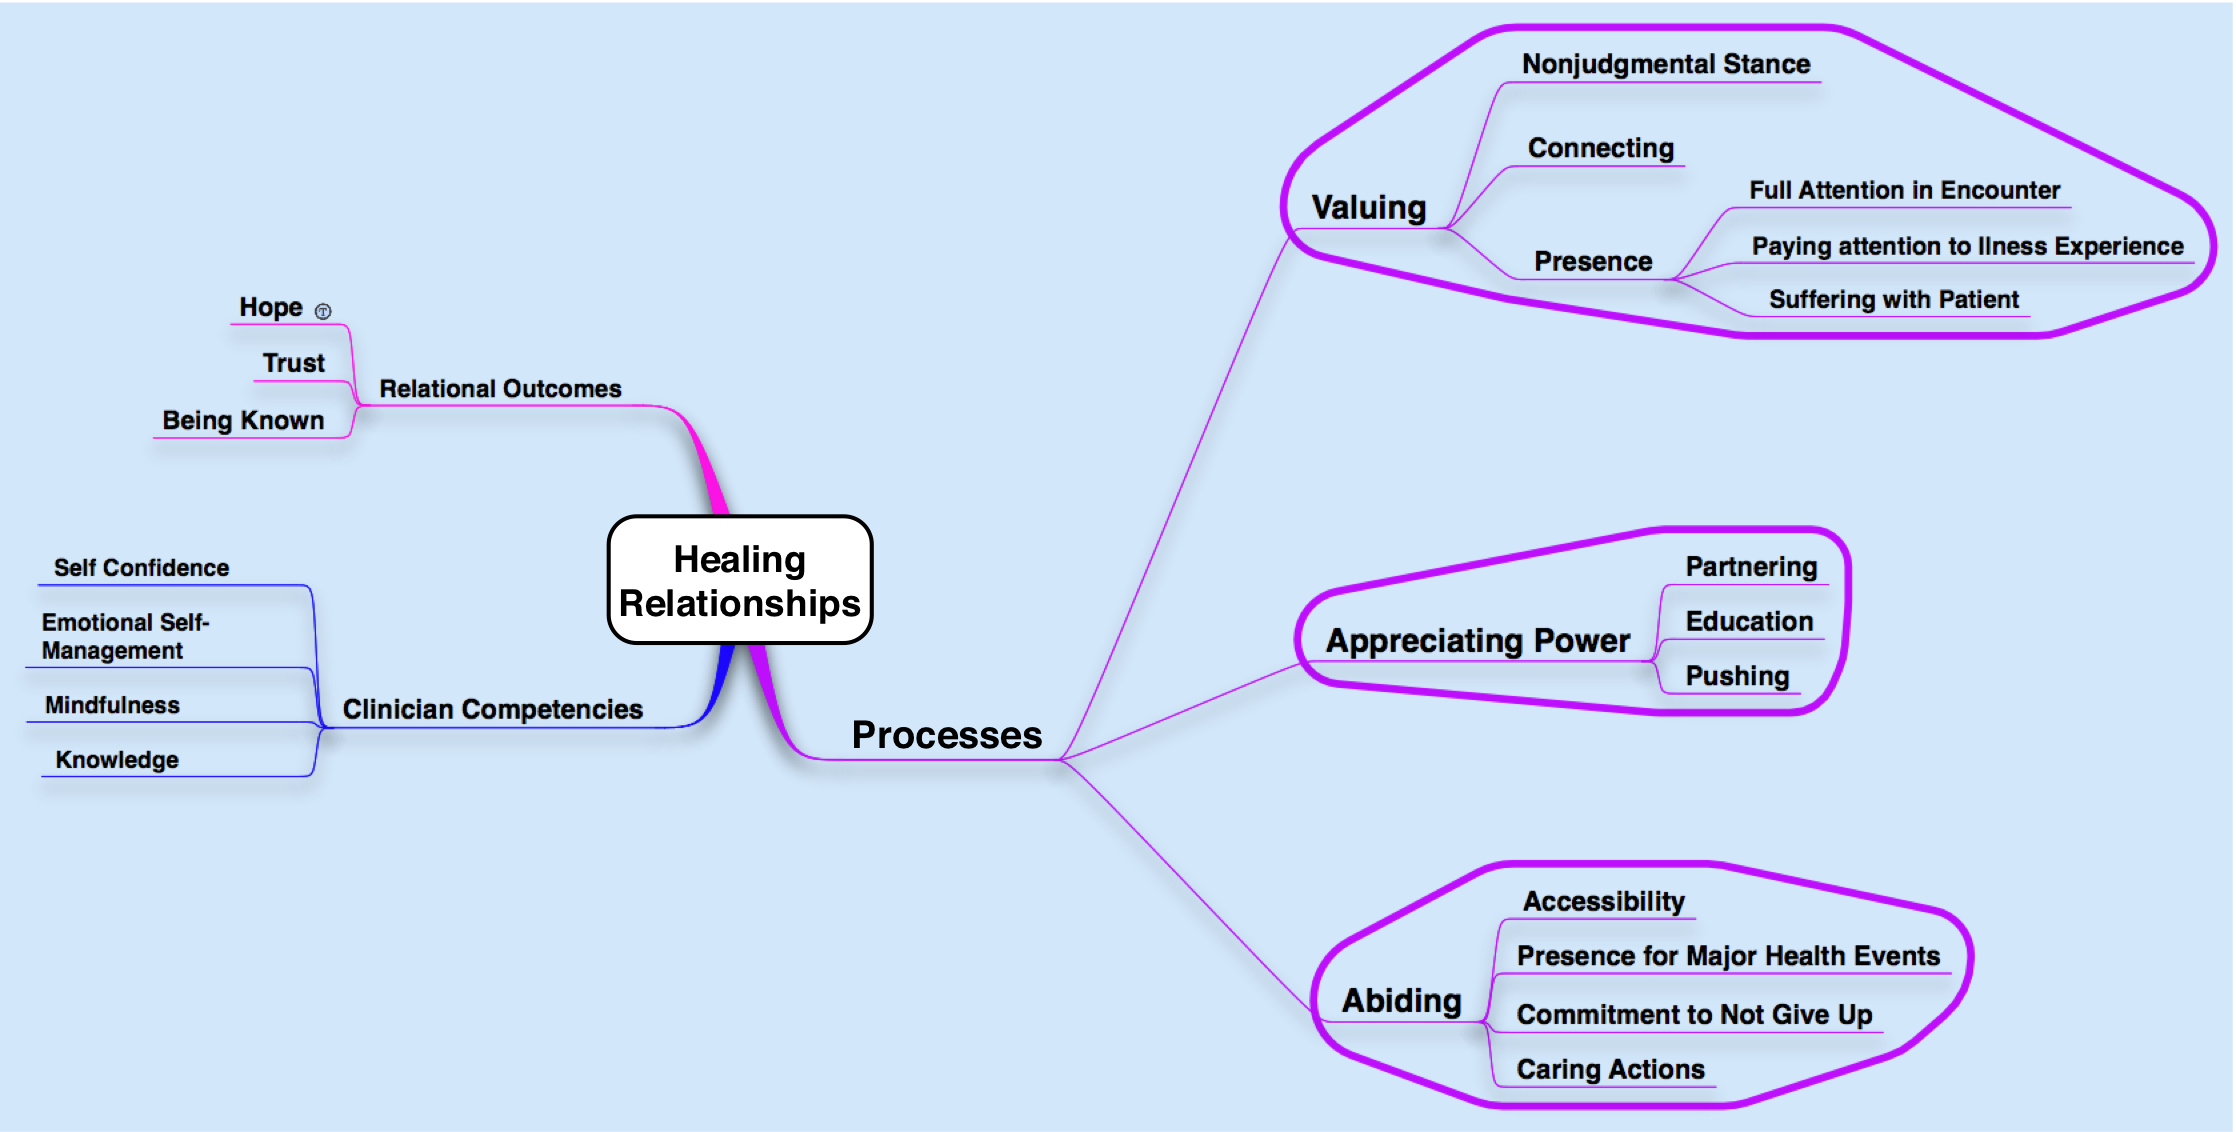 Nonjudgmental Stance
Connecting
Valuing
Full Attention in Encounter
Presence
Paying attention to Ilness Experience
Suffering with Patient
Hope Ⓣ
Trust
Relational Outcomes
Being Known
Healing
Relationships
Self Confidence
Emotional Self-
Management
Mindfulness
Clinician Competencies
Knowledge
Processes
Partnering
Education
Appreciating Power
Pushing
Accessibility
Presence for Major Health Events
Abiding
Commitment to Not Give Up
Caring Actions